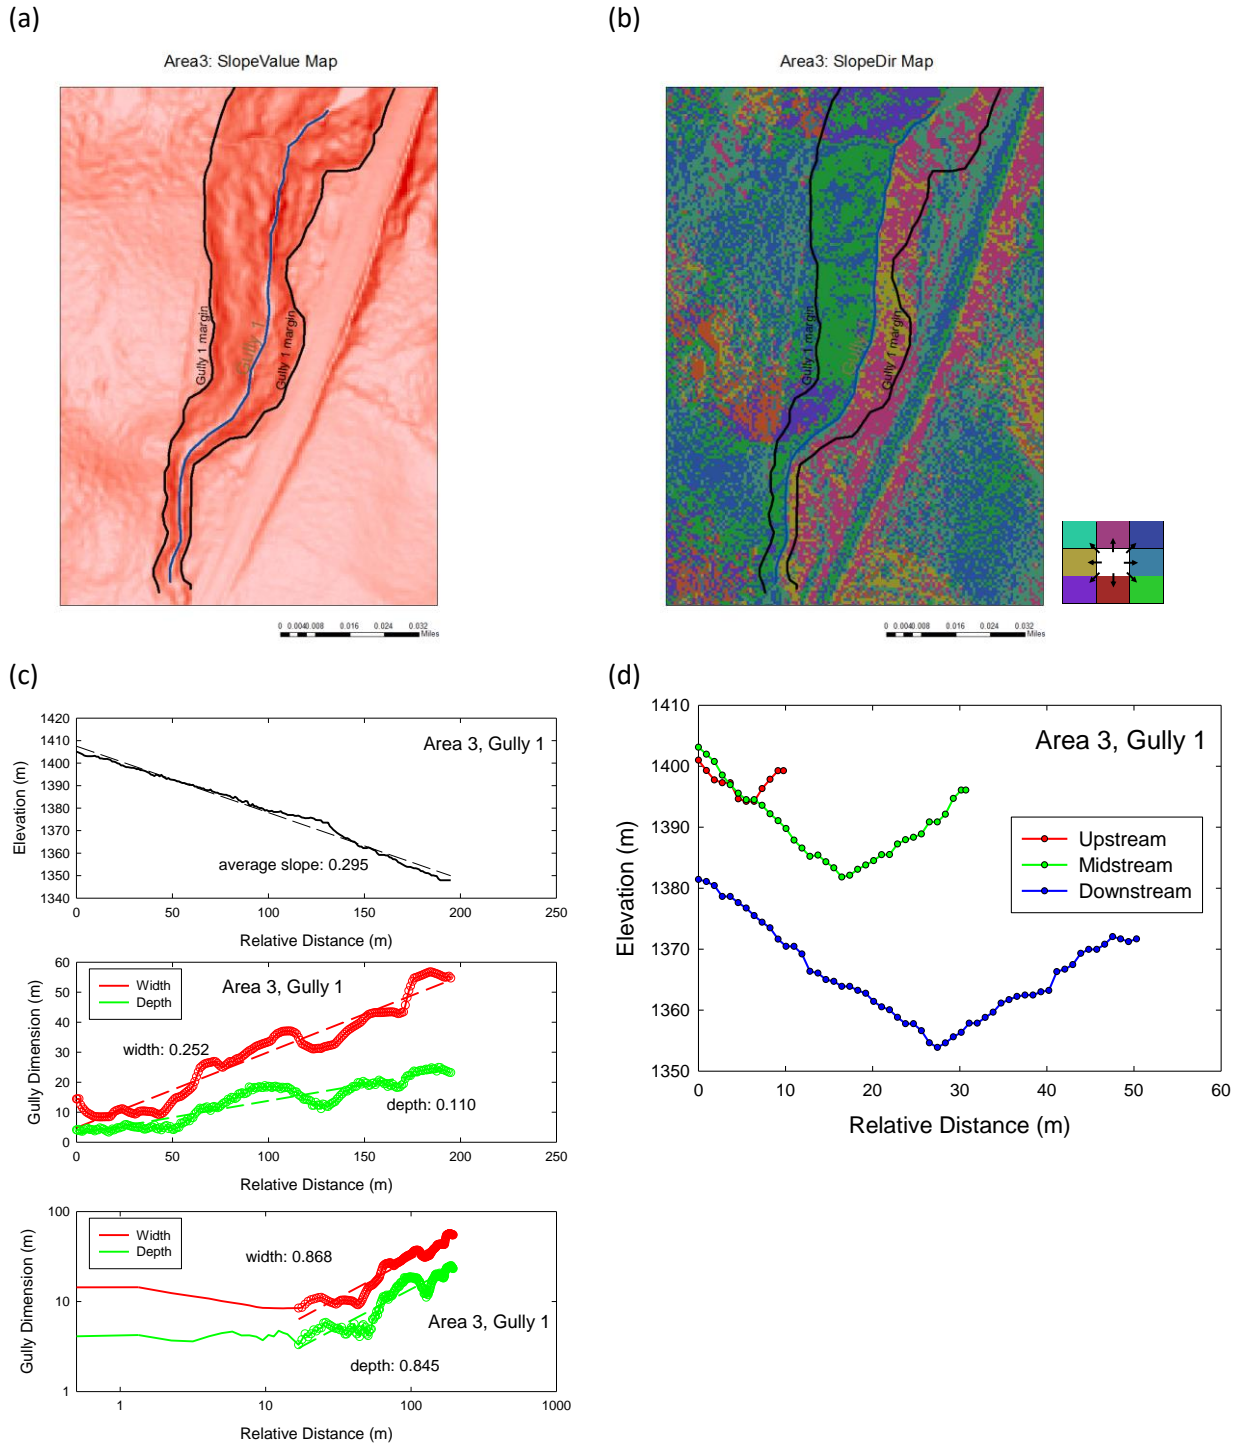 (a)
Area3: SlopeValue Map
Gully 1 margin
Gully 1
Gully 1 margin
0 0.0040.008 0.016 0.024 0.032
Miles
(b)
Area3: SlopeDir Map
Gully 1 margin
Gully 1 margin
0 0.0040.008 0.016 0.024 0.032
Miles
(c)
1420
1410
1400
1390
1380
1370
1360
1350
1340
Elevation (m)
Area 3, Gully 1
average slope: 0.295
0 50 100 150 200 250
Relative Distance (m)
60
50
40
30
20
10
0
Gully Dimension (m)
Width
Depth
Area 3, Gully 1
width: 0.252
depth: 0.110
0 50 100 150 200 250
Relative Distance (m)
100
10
1
Gully Dimension (m)
Width
Depth
width: 0.868
Area 3, Gully 1
depth: 0.845
1 10 100 1000
Relative Distance (m)
(d)
1410
1400
1390
1380
1370
1360
1350
Elevation (m)
Area 3, Gully 1
Upstream
Midstream
Downstream
0 10 20 30 40 50 60
Relative Distance (m)